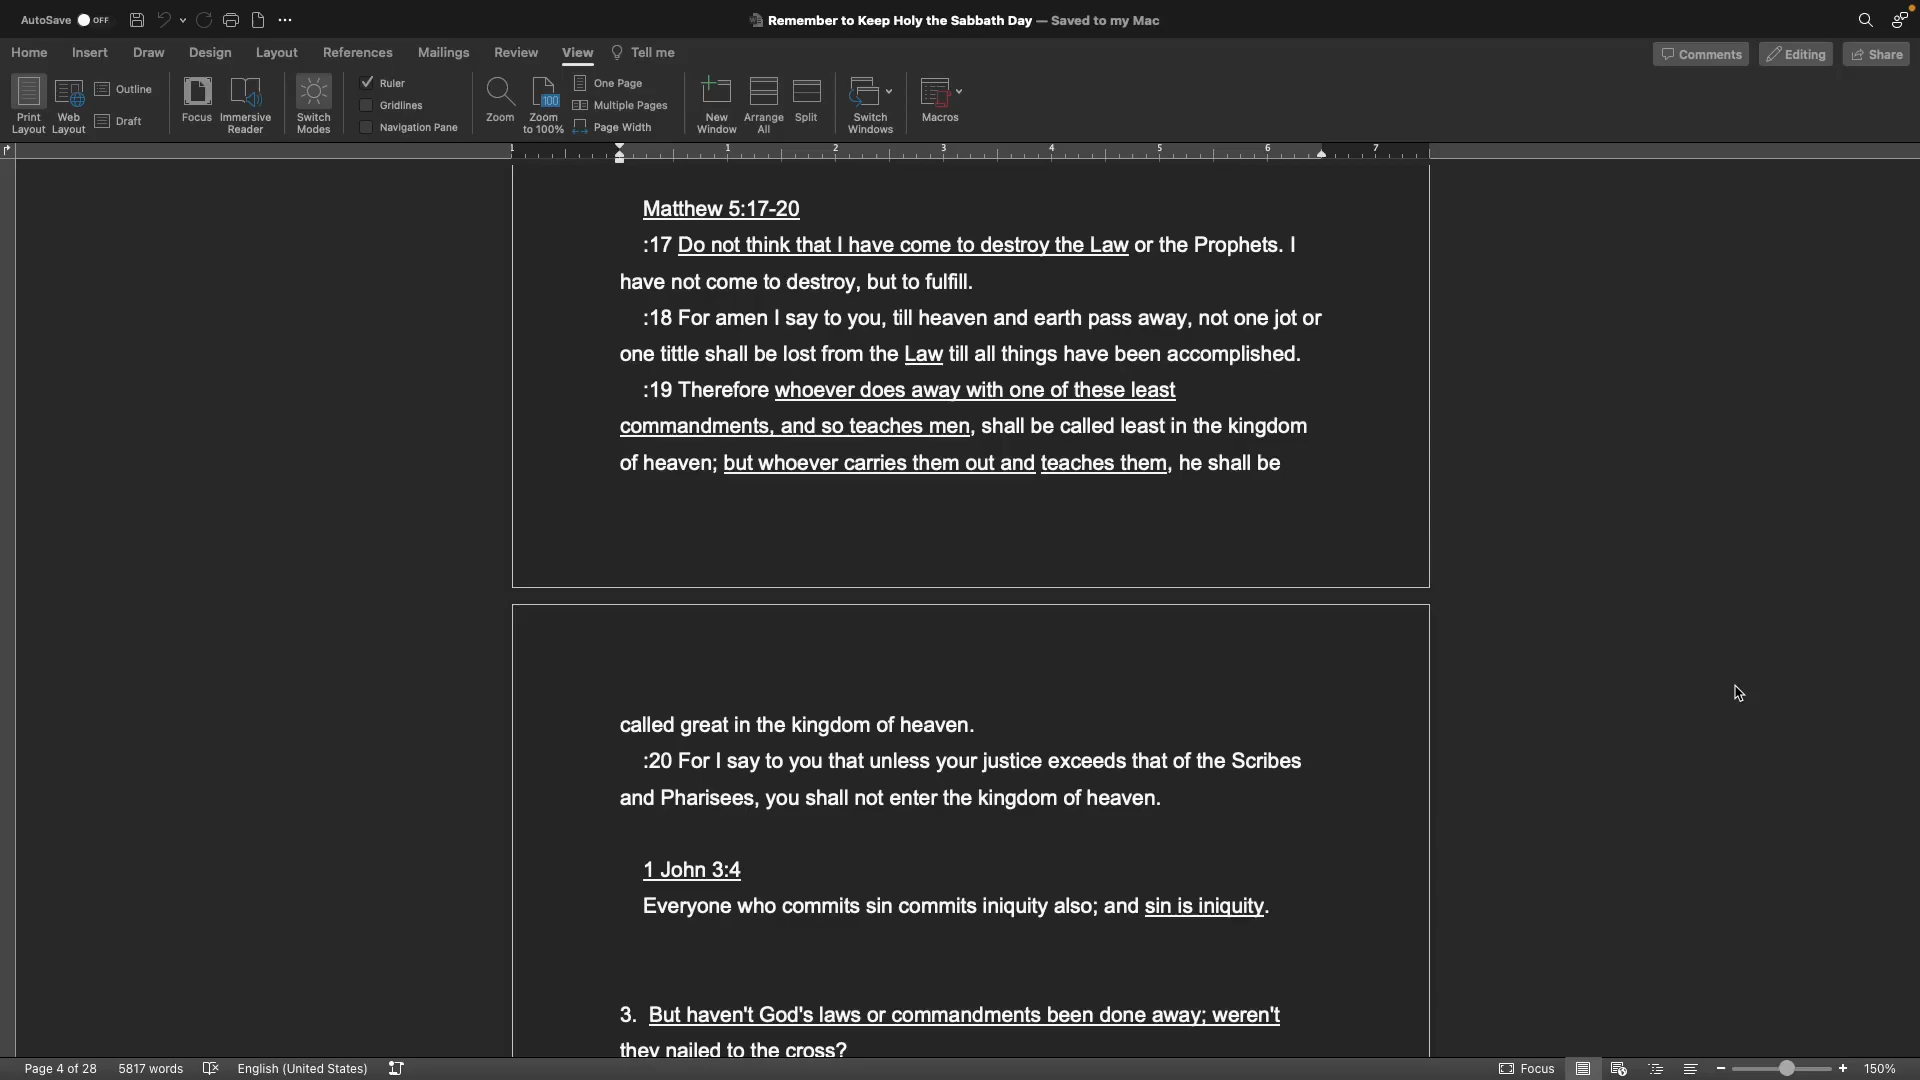 AutoSave OFF
Remember to Keep Holy the Sabbath Day — Saved to my Mac
Home Insert Draw Design Layout References Mailings Review View Tell me
Comments Editing Share
Print Layout
Web Layout
Outline
Draft
Focus
Immersive Reader
Switch Modes
Ruler
Gridlines
Navigation Pane
Zoom
100
Zoom to 100%
One Page
Multiple Pages
Page Width
New Window
Arrange All
Split
Switch Windows
Macros
1 1 2 3 4 5 6 7
Matthew 5:17-20
:17 Do not think that I have come to destroy the Law or the Prophets. I
have not come to destroy, but to fulfill.
:18 For amen I say to you, till heaven and earth pass away, not one jot or
one tittle shall be lost from the Law till all things have been accomplished.
:19 Therefore whoever does away with one of these least
commandments, and so teaches men, shall be called least in the kingdom
of heaven; but whoever carries them out and teaches them, he shall be
called great in the kingdom of heaven.
:20 For I say to you that unless your justice exceeds that of the Scribes
and Pharisees, you shall not enter the kingdom of heaven.
1 John 3:4
Everyone who commits sin commits iniquity also; and sin is iniquity.
3. But haven't God's laws or commandments been done away; weren't
they nailed to the cross?
Page 4 of 28 5817 words English (United States) Focus 150%